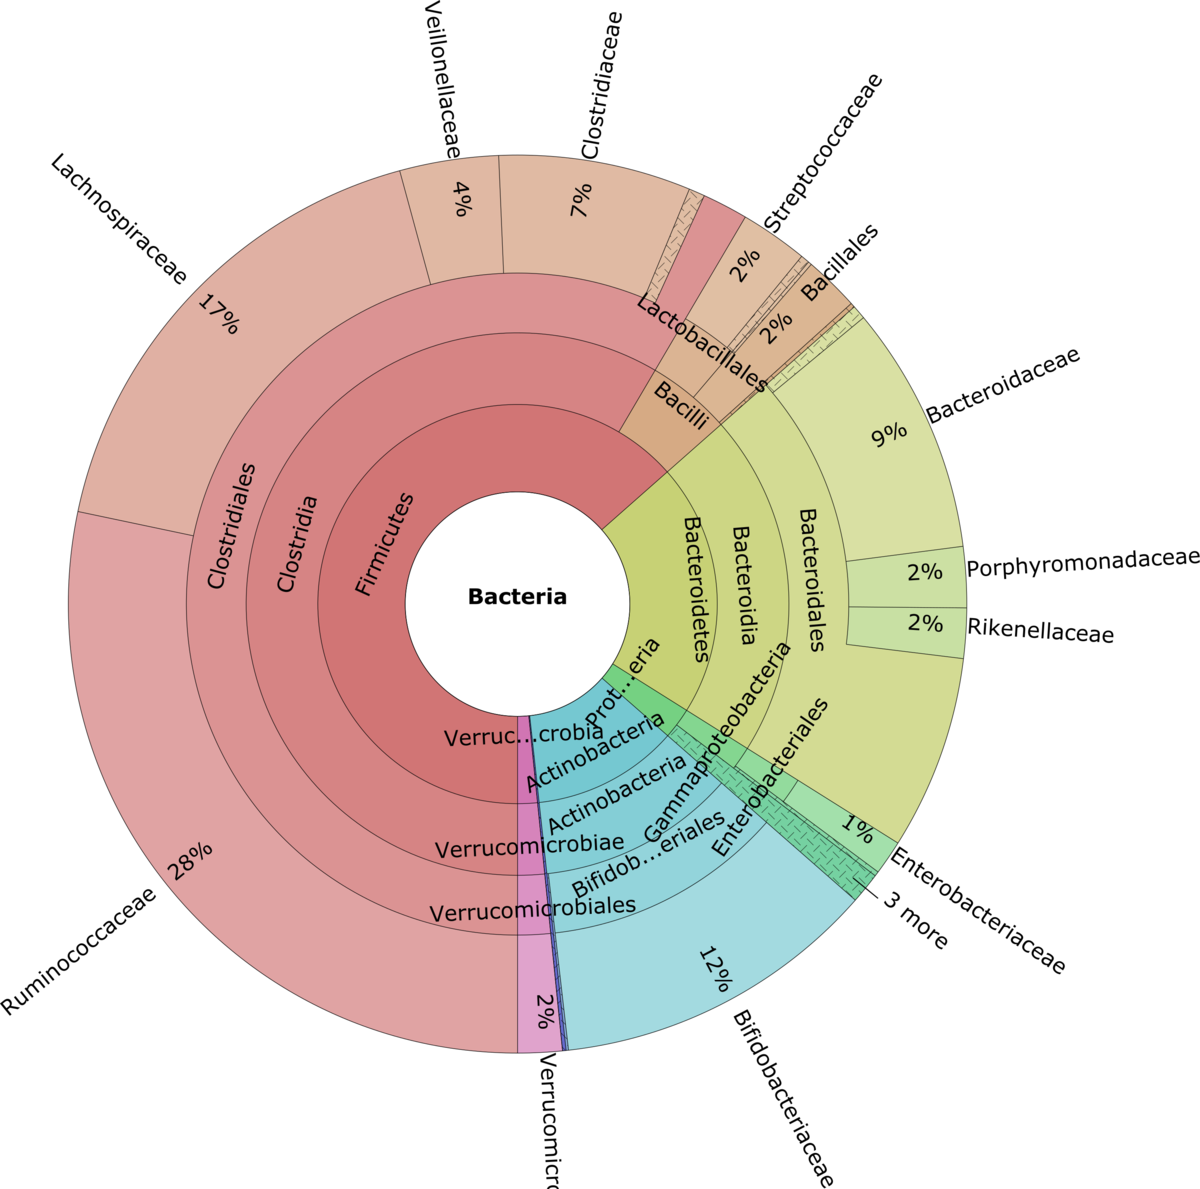 Veillonellaceae
4%
Clostridiaceae
7%
Streptococcaceae
2%
Lactobacillales
Bacillales
2%
Bacilli
Lachnospiraceae
17%
Bacteroidaceae
9%
Porphyromonadaceae
2%
Rikenellaceae
2%
Clostridiales
Clostridia
Firmicutes
Bacteria
Bacteroidetes
Bacteroidia
Bacteroidales
Prot...eria
Gammaproteobacteria
Enterobacteriales
1%
Enterobacteriaceae
3 more
Verruc...crobia
Actinobacteria
Actinobacteria
Verrucomicrobiae
Bifidob...eriales
Verrucomicrobiales
28%
Ruminococcaceae
12%
Bifidobacteriaceae
2%
Verrucomicr